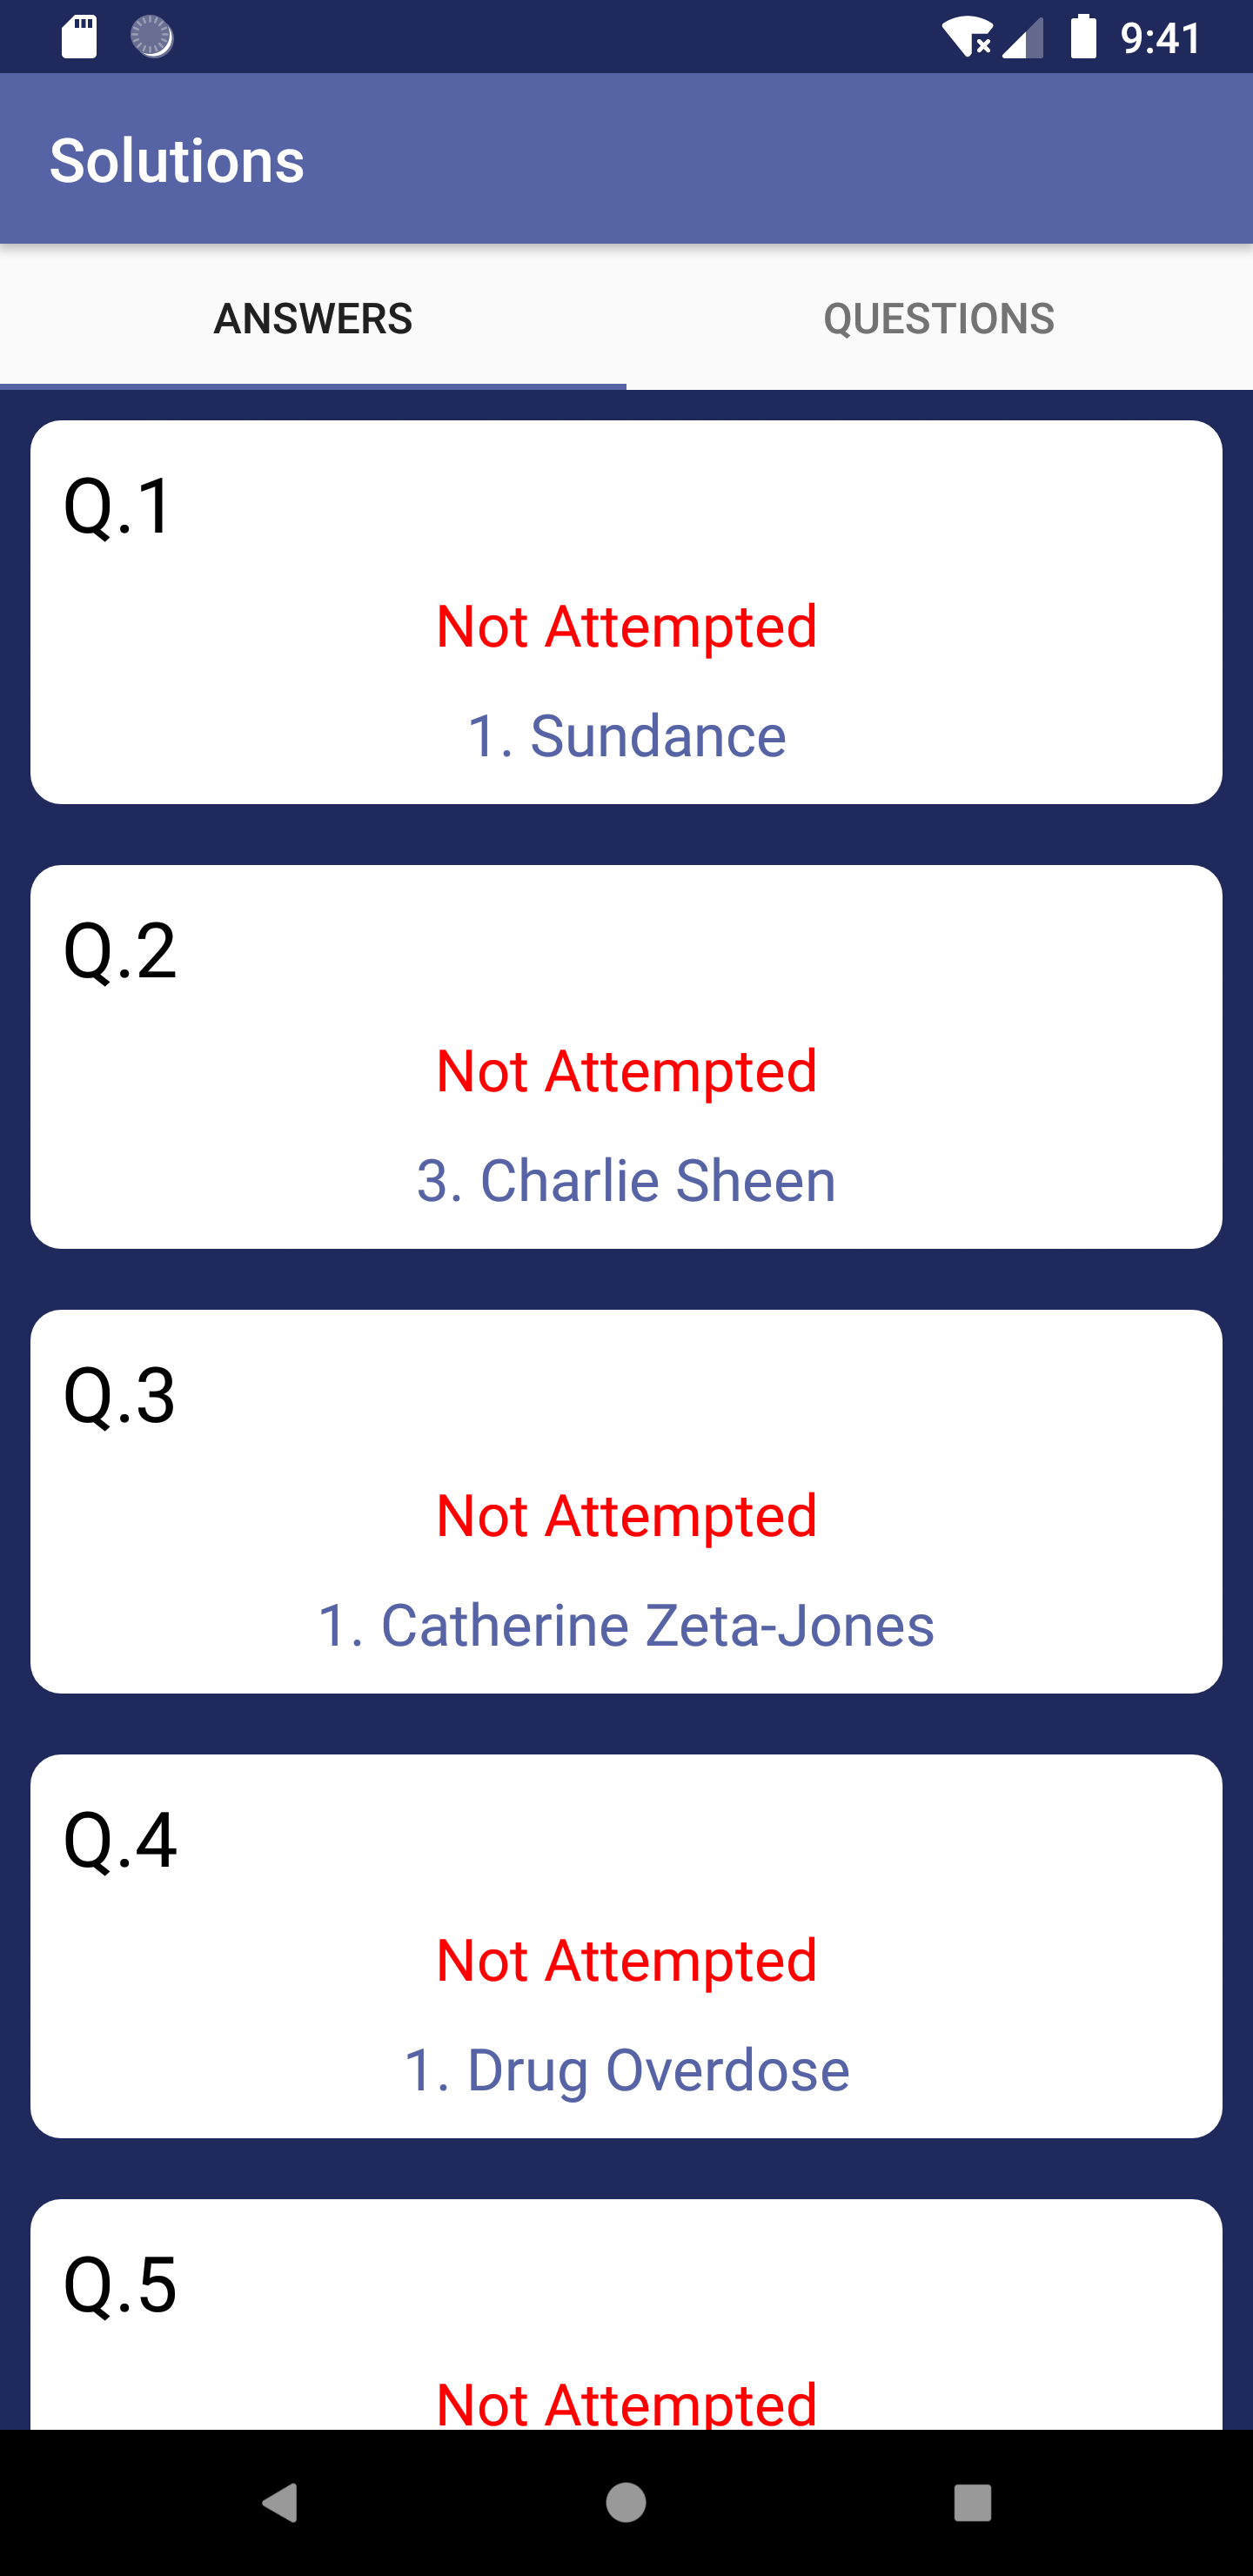 9:41
Solutions
ANSWERS
QUESTIONS
Q.1
Not Attempted
1. Sundance
Q.2
Not Attempted
3. Charlie Sheen
Q.3
Not Attempted
1. Catherine Zeta-Jones
Q.4
Not Attempted
1. Drug Overdose
Q.5
Not Attempted